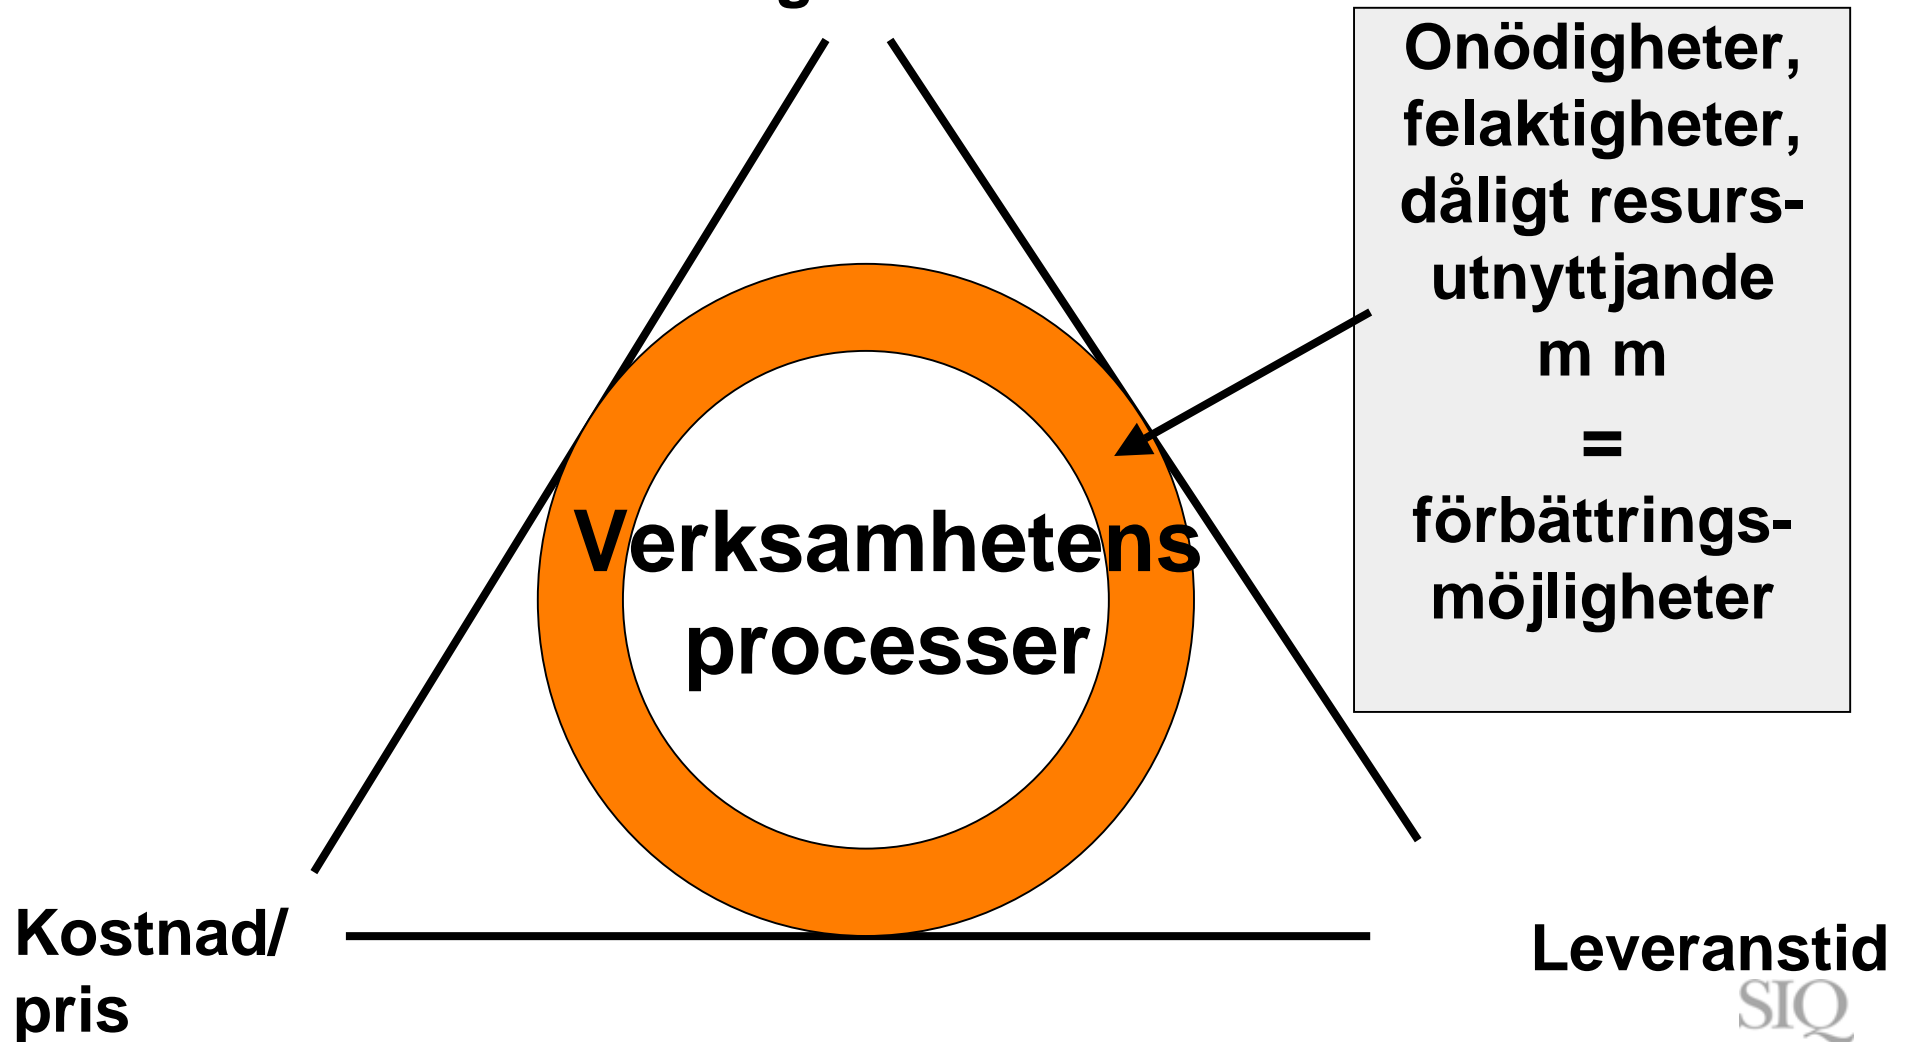 Onödigheter,
felaktigheter,
dåligt resurs-
utnyttjande
m m
=
förbättrings-
möjligheter
Verksamhetens
processer
Kostnad/
pris
Leveranstid
SIQ